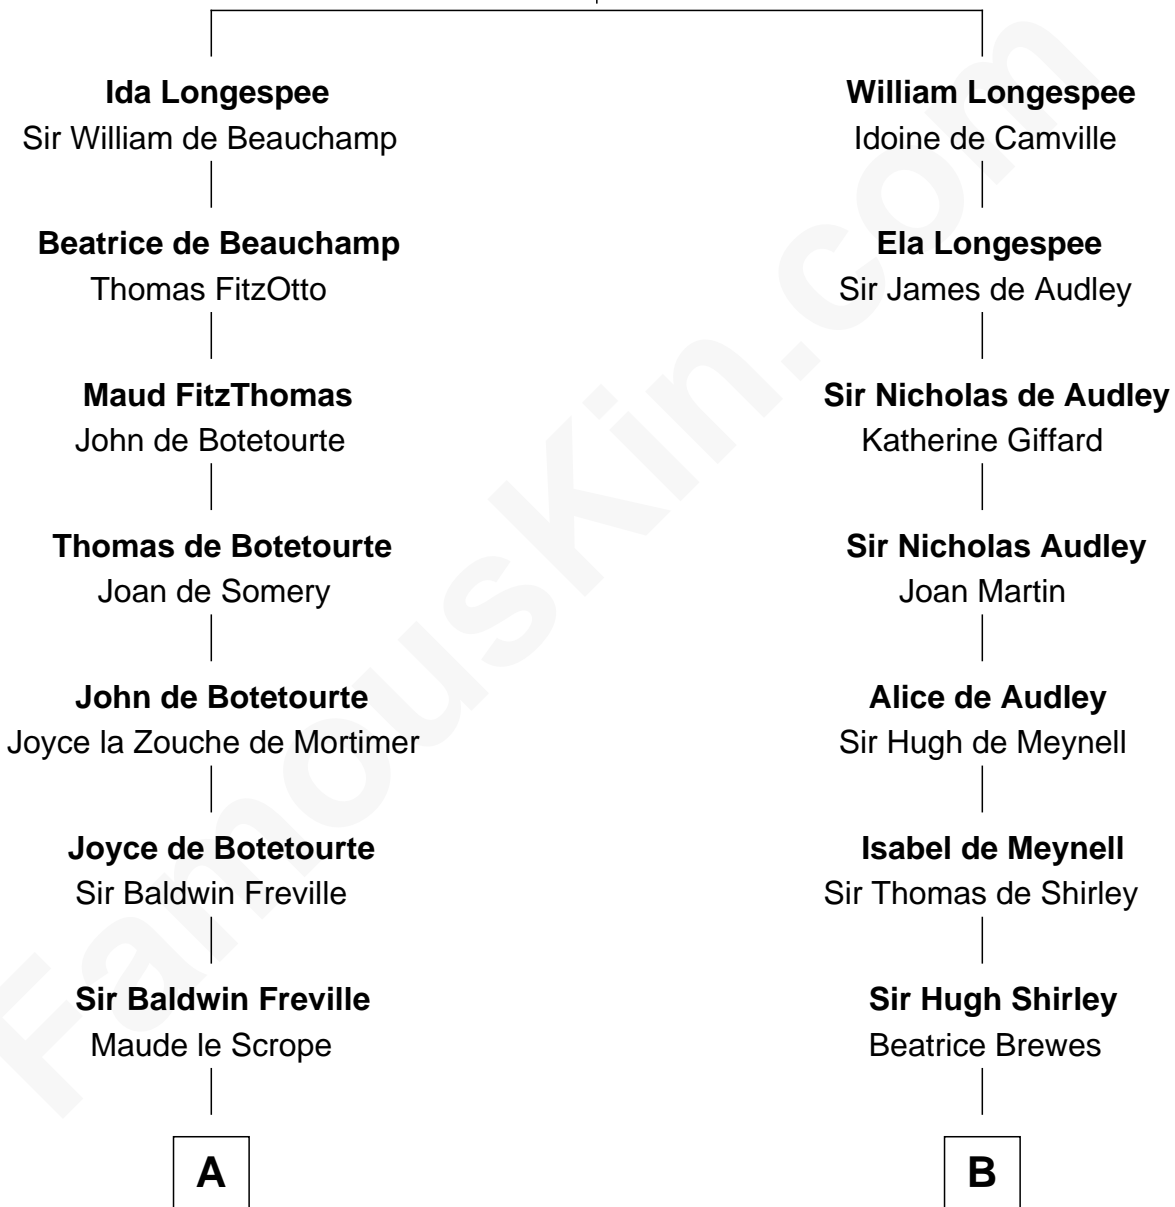 Ida Longespee
Sir William de Beauchamp
Beatrice de Beauchamp
Thomas FitzOtto
Maud FitzThomas
John de Botetourte
Thomas de Botetourte
Joan de Somery
John de Botetourte
Joyce la Zouche de Mortimer
Joyce de Botetourte
Sir Baldwin Freville
Sir Baldwin Freville
Maude le Scrope
A
William Longespee
Idoine de Camville
Ela Longespee
Sir James de Audley
Sir Nicholas de Audley
Katherine Giffard
Sir Nicholas Audley
Joan Martin
Alice de Audley
Sir Hugh de Meynell
Isabel de Meynell
Sir Thomas de Shirley
Sir Hugh Shirley
Beatrice Brewes
B
FamousKin.com